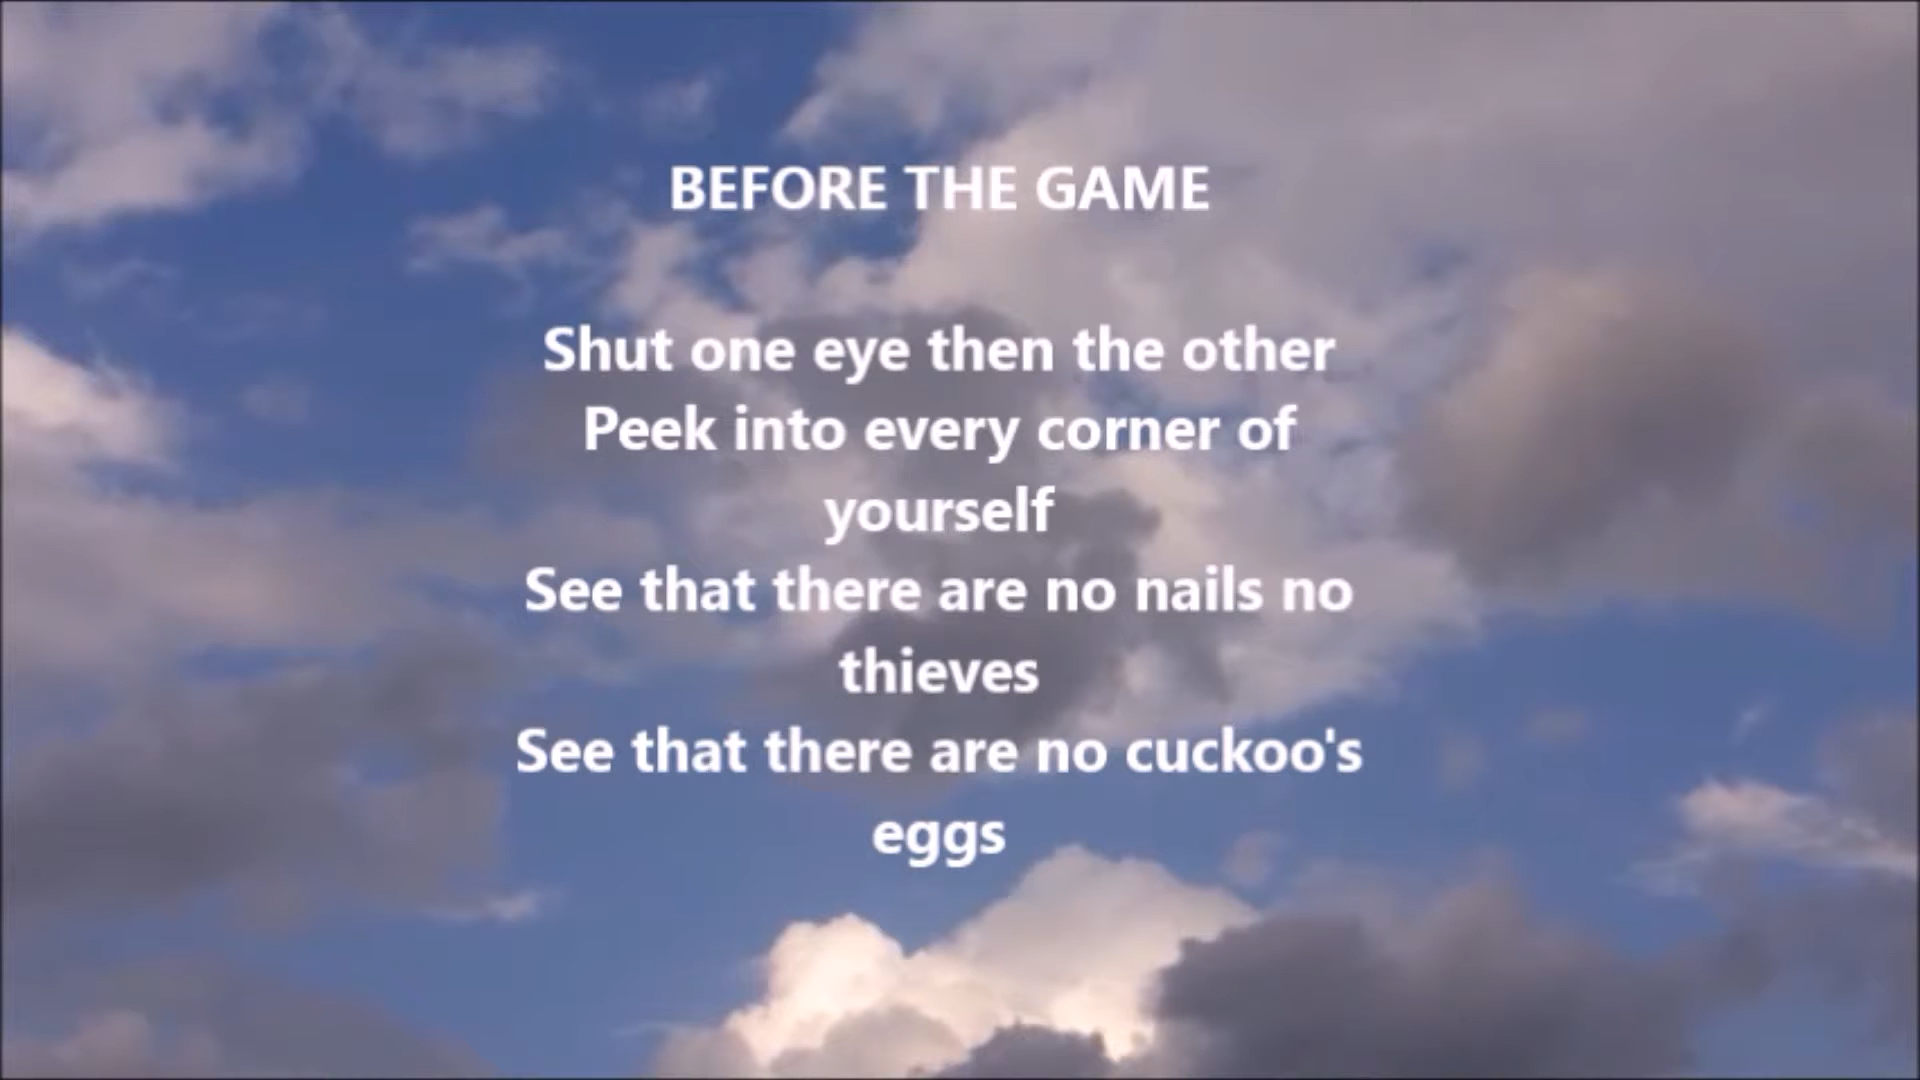 BEFORE THE GAME
Shut one eye then the other
Peek into every corner of
yourself
See that there are no nails no
thieves
See that there are no cuckoo's
eggs